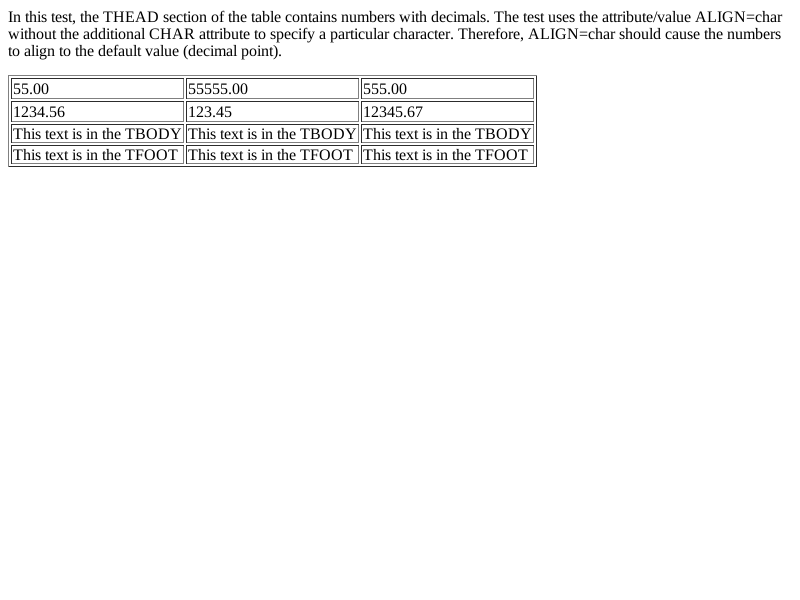 In this test, the THEAD section of the table contains numbers with decimals. The test uses the attribute/value ALIGN=char
without the additional CHAR attribute to specify a particular character. Therefore, ALIGN=char should cause the numbers
to align to the default value (decimal point).
55.00 55555.00 555.00
1234.56 123.45 12345.67
This text is in the TBODY This text is in the TBODY This text is in the TBODY
This text is in the TFOOT This text is in the TFOOT This text is in the TFOOT